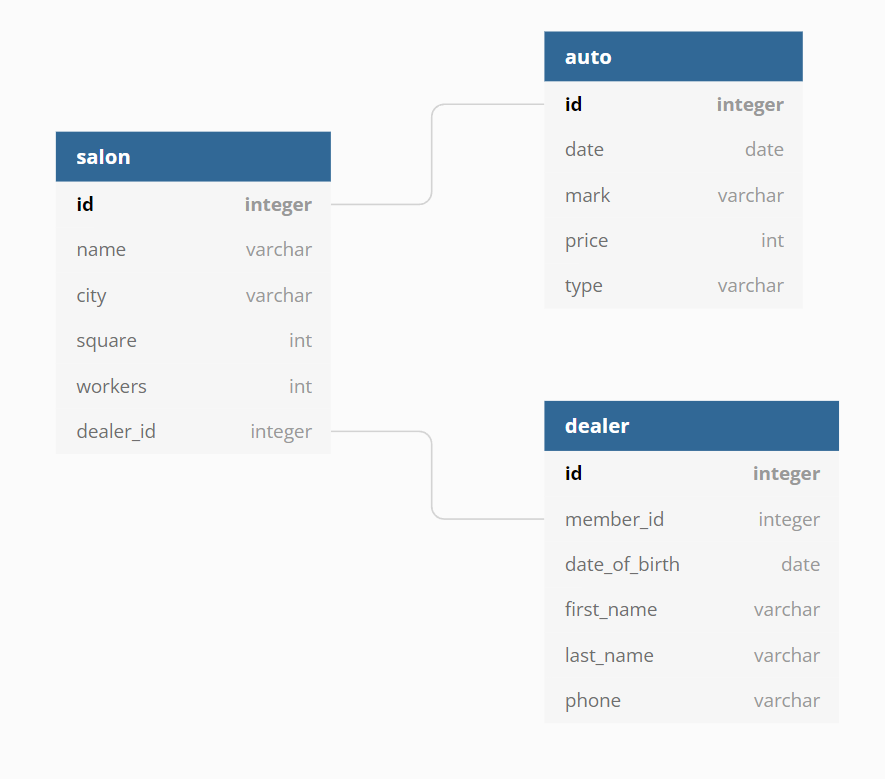 salon
id integer
name varchar
city varchar
square int
workers int
dealer_id integer
auto
id integer
date date
mark varchar
price int
type varchar
dealer
id integer
member_id integer
date_of_birth date
first_name varchar
last_name varchar
phone varchar